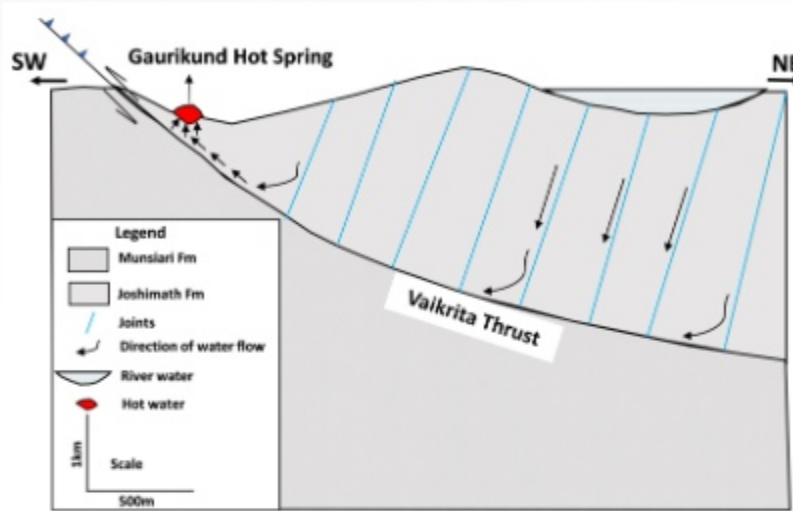 SW
Gaurikund Hot Spring
NE
Legend
Munsiari Fm
Joshimath Fm
Joints
Direction of water flow
River water
Hot water
1km
Scale
500m
Vaikrita Thrust